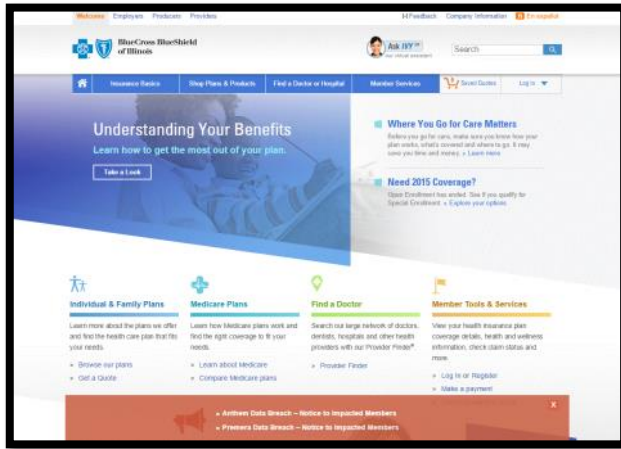 Welcome Employers Producers Providers
Feedback Company Information En español
BlueCross BlueShield
of Illinois
Ask IVY℠
our virtual assistant
Search
Insurance Basics Shop Plans & Products Find a Doctor or Hospital Member Services Saved Quotes Log In
Understanding Your Benefits
Learn how to get the most out of your plan.
Take a Look
Where You Go for Care Matters
Before you go for care, make sure you know how your
plan works, what's covered and where to go. It may
save you time and money. » Learn more
Need 2015 Coverage?
Open Enrollment has ended. See if you qualify for
Special Enrollment. » Explore your options
Individual & Family Plans
Learn more about the plans we offer
and find the health care plan that fits
your needs.
» Browse our plans
» Get a Quote
Medicare Plans
Learn how Medicare plans work and
find the right coverage to fit your
needs.
» Learn about Medicare
» Compare Medicare plans
Find a Doctor
Search our large network of doctors,
dentists, hospitals and other health
providers with our Provider Finder®.
» Provider Finder
Member Tools & Services
View your health insurance plan
coverage details, health and wellness
information, check claim status and
more.
» Log In or Register
» Make a payment
X
» Anthem Data Breach – Notice to Impacted Members
» Premera Data Breach – Notice to Impacted Members